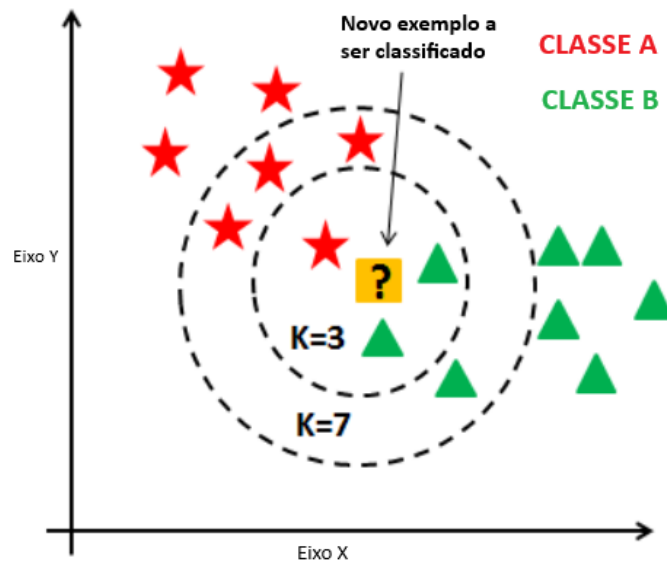 Novo exemplo a
ser classificado
CLASSE A
CLASSE B
Eixo Y
?
K=3
K=7
Eixo X